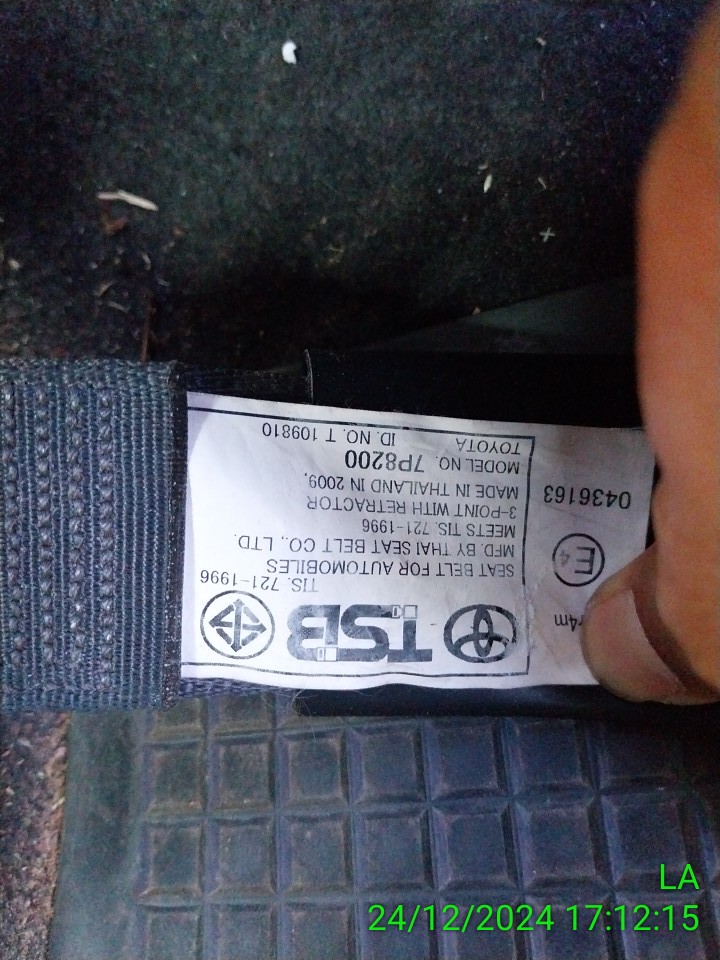 TSB
TIS. 721-1996
SEAT BELT FOR AUTOMOBILES
MFD. BY THAI SEAT BELT CO., LTD.
MEETS TIS. 721-1996
3-POINT WITH RETRACTOR
MADE IN THAILAND IN 2009,
MODEL NO. 7P8200
TOYOTA ID. NO. T 109810
r4m
E4
0436163
LA
24/12/2024 17:12:15